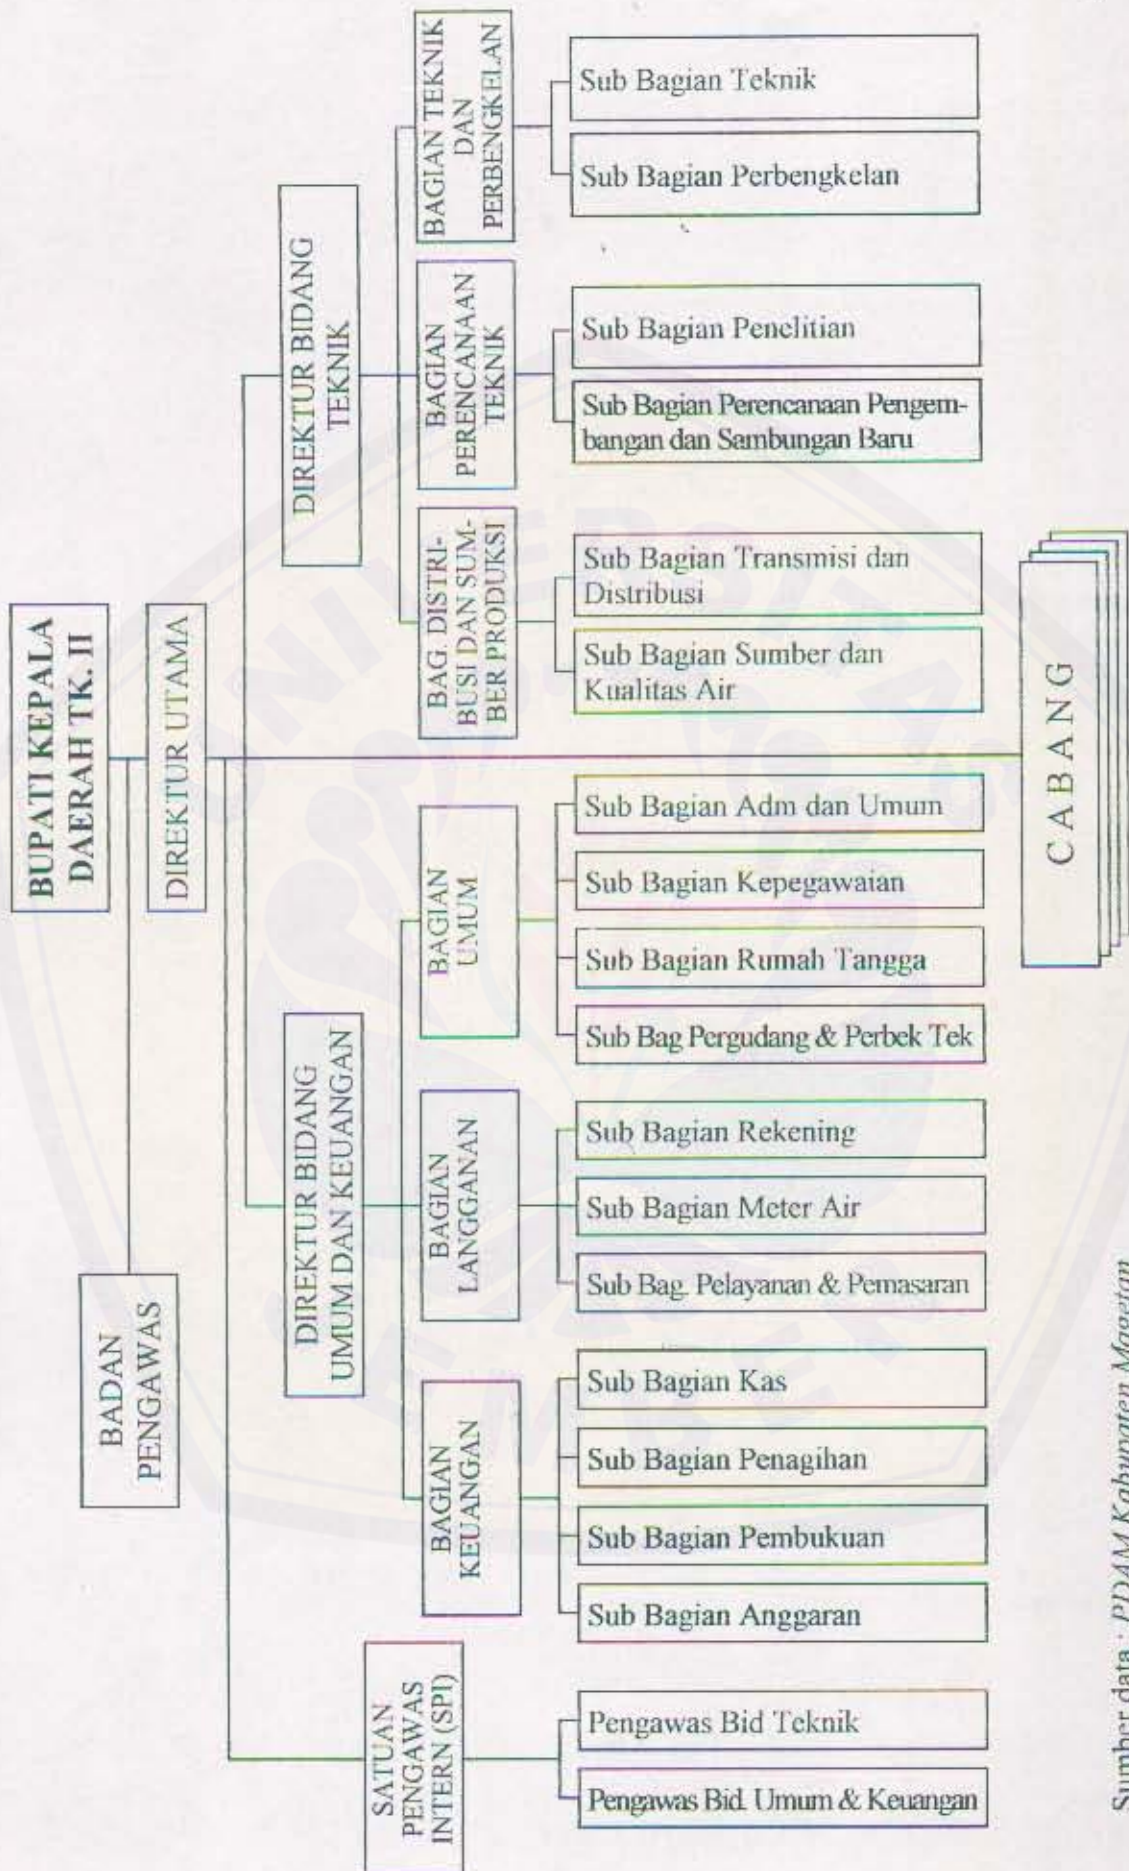 BUPATI KEPALA
DAERAH TK. II
BADAN
PENGAWAS
DIREKTUR UTAMA
SATUAN
PENGAWAS
INTERN (SPI)
Pengawas Bid Teknik
Pengawas Bid. Umum & Keuangan
DIREKTUR BIDANG
UMUM DAN KEUANGAN
BAGIAN
KEUANGAN
Sub Bagian Kas
Sub Bagian Penagihan
Sub Bagian Pembukuan
Sub Bagian Anggaran
BAGIAN
LANGGANAN
Sub Bagian Rekening
Sub Bagian Meter Air
Sub Bag. Pelayanan & Pemasaran
BAGIAN
UMUM
Sub Bagian Adm dan Umum
Sub Bagian Kepegawaian
Sub Bagian Rumah Tangga
Sub Bag Pergudang & Perbek Tek
DIREKTUR BIDANG
TEKNIK
BAG. DISTRI-
BUSI DAN SUM-
BER PRODUKSI
Sub Bagian Transmisi dan
Distribusi
Sub Bagian Sumber dan
Kualitas Air
BAGIAN
PERENCANAAN
TEKNIK
Sub Bagian Penelitian
Sub Bagian Perencanaan Pengem-
bangan dan Sambungan Baru
BAGIAN TEKNIK
DAN
PERBENGKELAN
Sub Bagian Teknik
Sub Bagian Perbengkelan
CABANG
Sumber data : PDAM Kabupaten Magetan
UNIVERSITAS
JEMBER